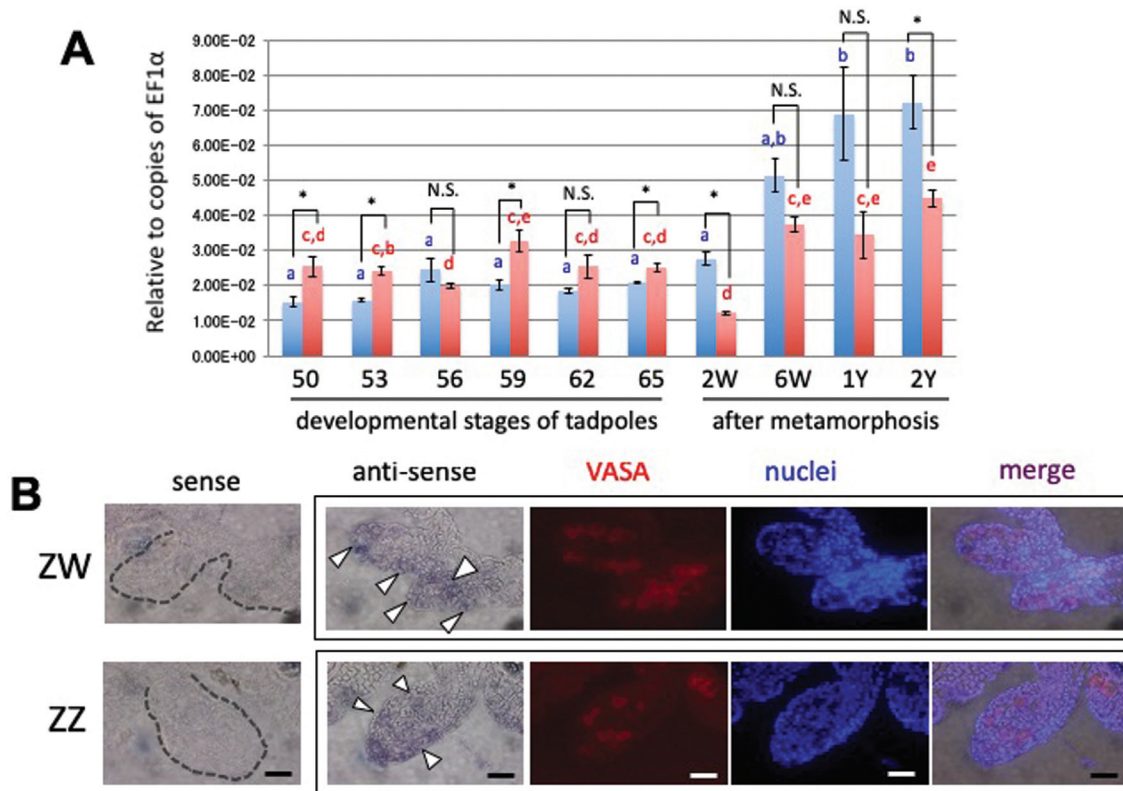 A
Relative to copies of EF1α
9.00E-02
8.00E-02
7.00E-02
6.00E-02
5.00E-02
4.00E-02
3.00E-02
2.00E-02
1.00E-02
0.00E+00
* * N.S. * N.S. * * N.S. N.S. *
a c,d a c,b a d a c,e a c,d a c,d a d a,b c,e b c,e b e
50 53 56 59 62 65 2W 6W 1Y 2Y
developmental stages of tadpoles after metamorphosis
B
sense anti-sense VASA nuclei merge
ZW
ZZ